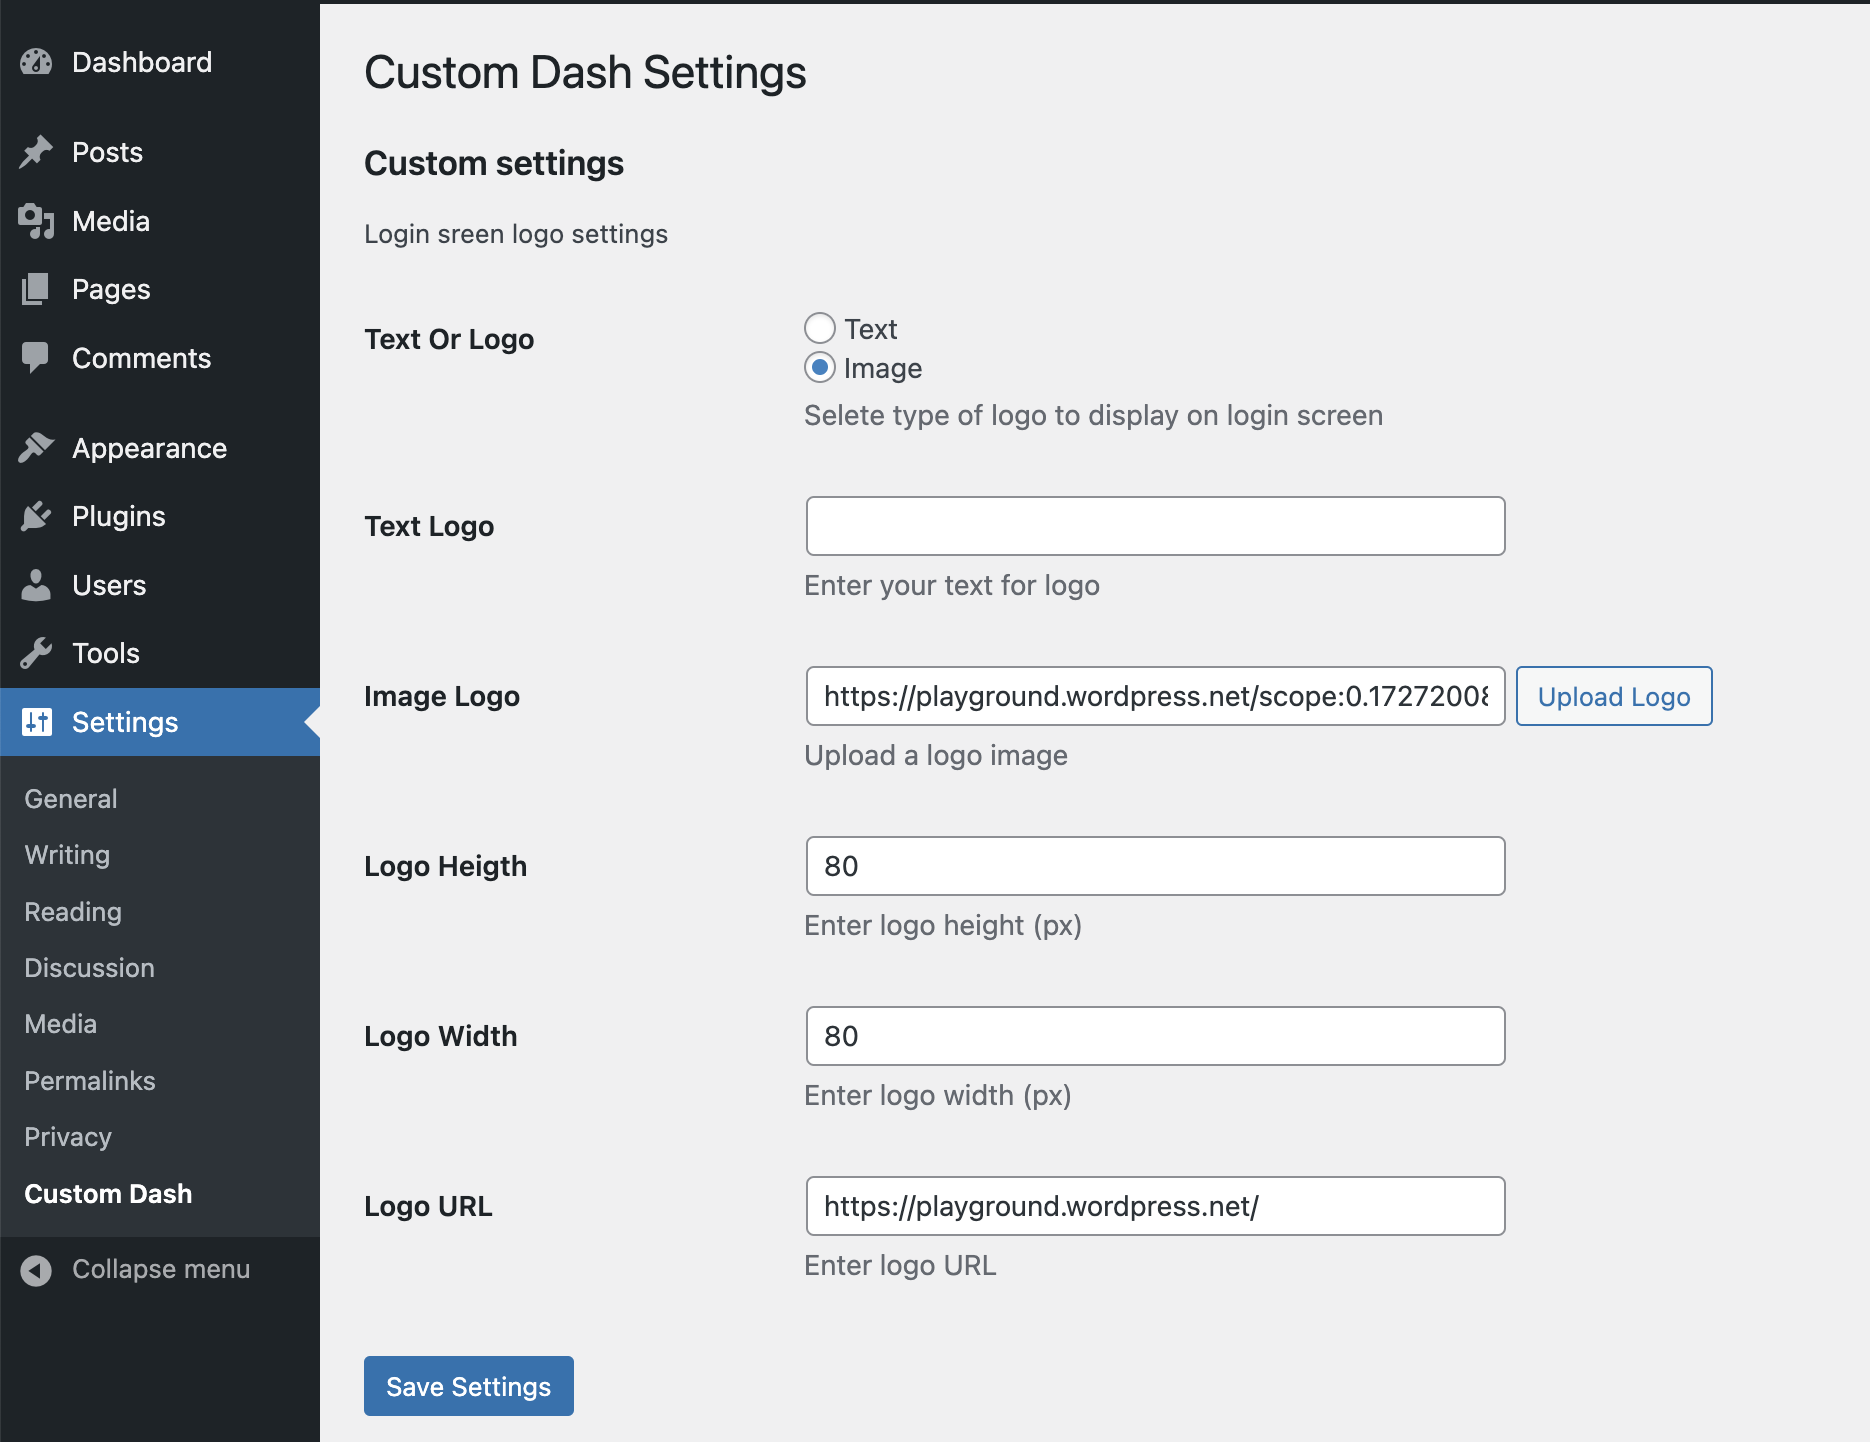 Dashboard
Posts
Media
Pages
Comments
Appearance
Plugins
Users
Tools
Settings
General
Writing
Reading
Discussion
Media
Permalinks
Privacy
Custom Dash
Collapse menu
Custom Dash Settings
Custom settings
Login sreen logo settings
Text Or Logo
Text
Image
Selete type of logo to display on login screen
Text Logo
Enter your text for logo
Image Logo
https://playground.wordpress.net/scope:0.17272008
Upload Logo
Upload a logo image
Logo Heigth
80
Enter logo height (px)
Logo Width
80
Enter logo width (px)
Logo URL
https://playground.wordpress.net/
Enter logo URL
Save Settings